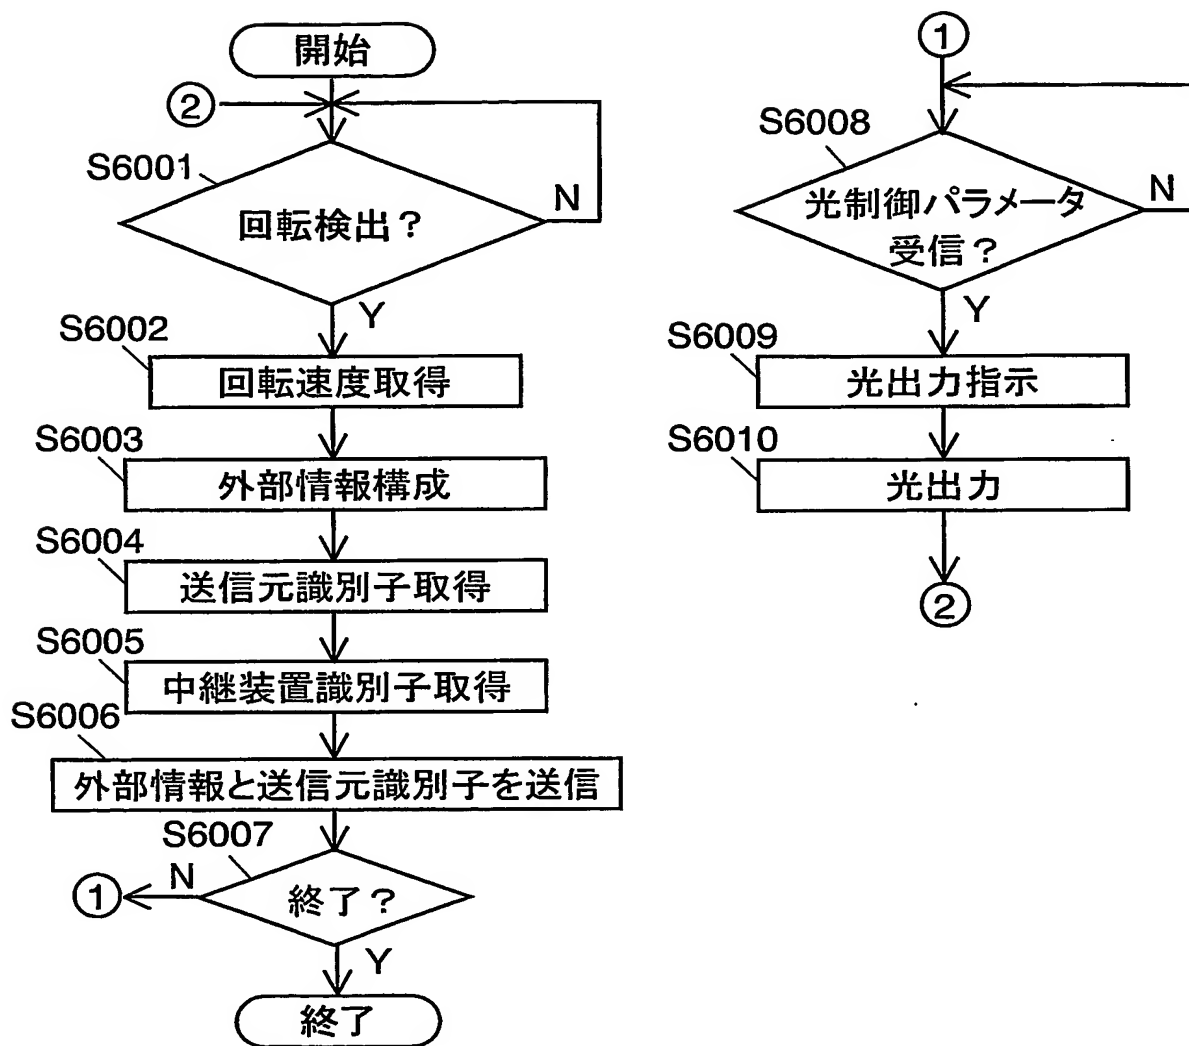 開始
②
S6001
回転検出？
N
Y
S6002
回転速度取得
S6003
外部情報構成
S6004
送信元識別子取得
S6005
中継装置識別子取得
S6006
外部情報と送信元識別子を送信
S6007
終了？
N
①
Y
終了
①
S6008
光制御パラメータ
受信？
N
Y
S6009
光出力指示
S6010
光出力
②